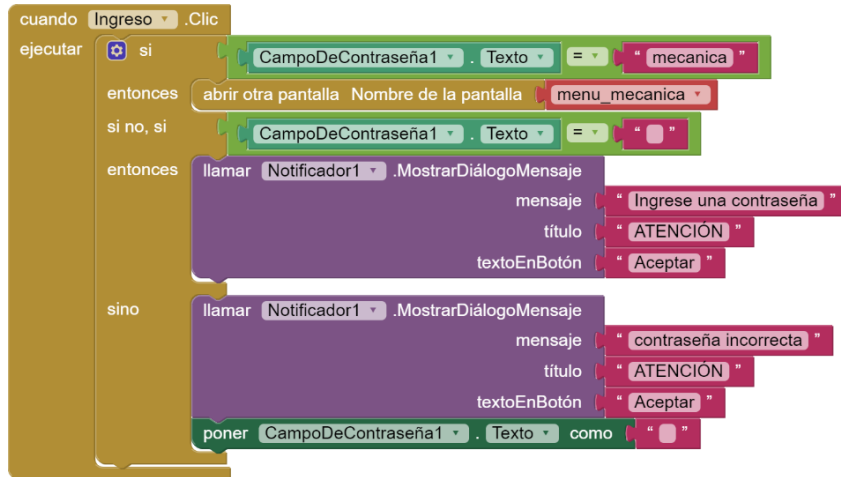 cuando Ingreso .Clic
ejecutar si CampoDeContraseña1 . Texto = " mecanica "
entonces abrir otra pantalla Nombre de la pantalla menu_mecanica
si no, si CampoDeContraseña1 . Texto = " "
entonces llamar Notificador1 .MostrarDiálogoMensaje
mensaje " Ingrese una contraseña "
título " ATENCIÓN "
textoEnBotón " Aceptar "
sino llamar Notificador1 .MostrarDiálogoMensaje
mensaje " contraseña incorrecta "
título " ATENCIÓN "
textoEnBotón " Aceptar "
poner CampoDeContraseña1 . Texto como " "